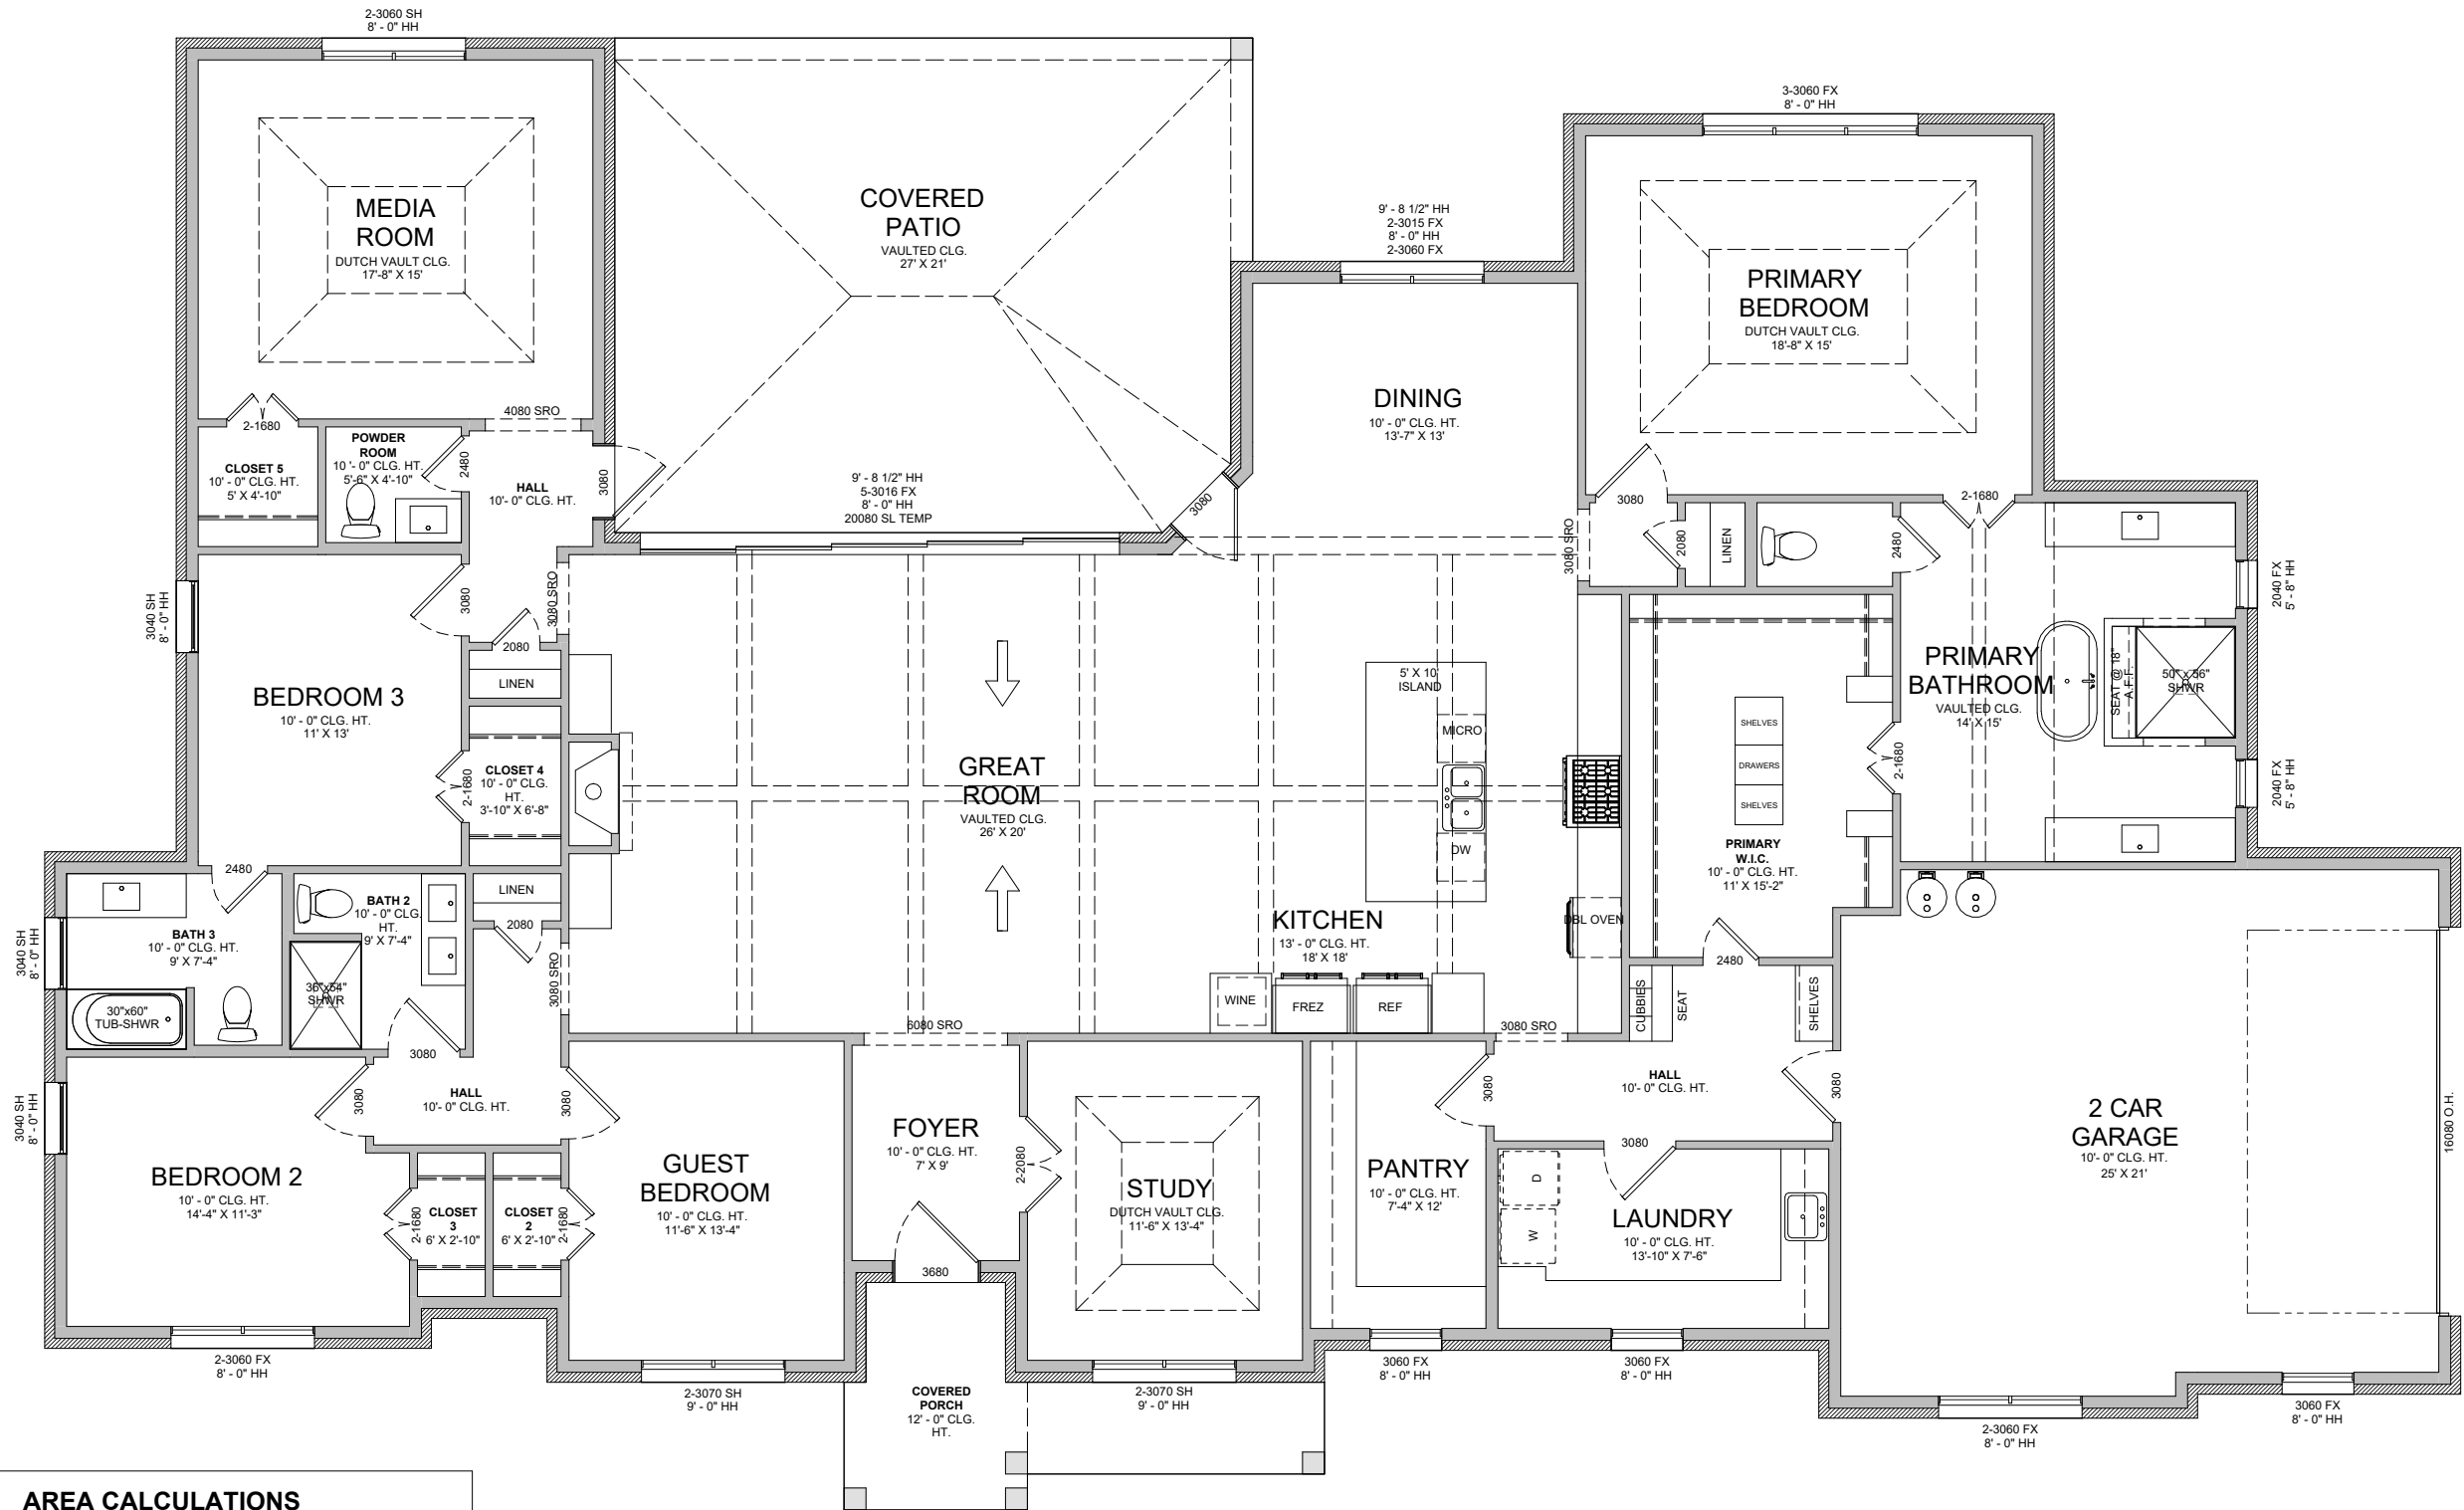 2-3060 SH
8' - 0" HH
3-3060 FX
8' - 0" HH
MEDIA
ROOM
DUTCH VAULT CLG.
17'-8" X 15'
COVERED
PATIO
VAULTED CLG.
27' X 21'
9' - 8 1/2" HH
2-3015 FX
8' - 0" HH
2-3060 FX
PRIMARY
BEDROOM
DUTCH VAULT CLG.
18'-8" X 15'
DINING
10' - 0" CLG. HT.
13'-7" X 13'
4080 SRO
2-1680
POWDER
ROOM
10 '- 0" CLG. HT.
5'-6" X 4'-10"
2480
CLOSET 5
10' - 0" CLG. HT.
5' X 4'-10"
HALL
10'- 0" CLG. HT.
3080
9' - 8 1/2" HH
5-3016 FX
8' - 0" HH
20080 SL TEMP
3080
3080
2-1680
3080 SRO
2080
LINEN
2480
2040 FX
5' - 8" HH
3040 SH
8' - 0" HH
3080
3080 SRO
2080
LINEN
BEDROOM 3
10' - 0" CLG. HT.
11' X 13'
5' X 10'
ISLAND
MICRO
DW
PRIMARY
BATHROOM
VAULTED CLG.
14' X 15'
SEAT @ 18"
A.F.F.
50" x 56"
SHWR
SHELVES
DRAWERS
SHELVES
2-1680
2040 FX
5' - 8" HH
2-1680
CLOSET 4
10' - 0" CLG.
HT.
3'-10" X 6'-8"
GREAT
ROOM
VAULTED CLG.
26' X 20'
PRIMARY
W.I.C.
10' - 0" CLG. HT.
11' X 15'-2"
2480
LINEN
2080
BATH 2
10' - 0" CLG.
HT.
9' X 7'-4"
BATH 3
10' - 0" CLG. HT.
9' X 7'-4"
3040 SH
8' - 0" HH
KITCHEN
13' - 0" CLG. HT.
18' X 18'
DBL OVEN
2480
3080 SRO
36"x54"
SHWR
30"x60"
TUB-SHWR
WINE
FREZ
REF
CUBBIES
SEAT
SHELVES
6080 SRO
3080 SRO
3080
3040 SH
8' - 0" HH
3080
HALL
10'- 0" CLG. HT.
3080
FOYER
10' - 0" CLG. HT.
7' X 9'
2-2080
3080
HALL
10'- 0" CLG. HT.
3080
2 CAR
GARAGE
10'- 0" CLG. HT.
25' X 21'
16080 O.H.
3080
BEDROOM 2
10' - 0" CLG. HT.
14'-4" X 11'-3"
2-1680
CLOSET
3
6' X 2'-10"
CLOSET
2
6' X 2'-10"
2-1680
GUEST
BEDROOM
10' - 0" CLG. HT.
11'-6" X 13'-4"
STUDY
DUTCH VAULT CLG.
11'-6" X 13'-4"
PANTRY
10' - 0" CLG. HT.
7'-4" X 12'
D
W
LAUNDRY
10' - 0" CLG. HT.
13'-10" X 7'-6"
3680
2-3060 FX
8' - 0" HH
2-3070 SH
9' - 0" HH
COVERED
PORCH
12' - 0" CLG.
HT.
2-3070 SH
9' - 0" HH
3060 FX
8' - 0" HH
3060 FX
8' - 0" HH
2-3060 FX
8' - 0" HH
3060 FX
8' - 0" HH
AREA CALCULATIONS